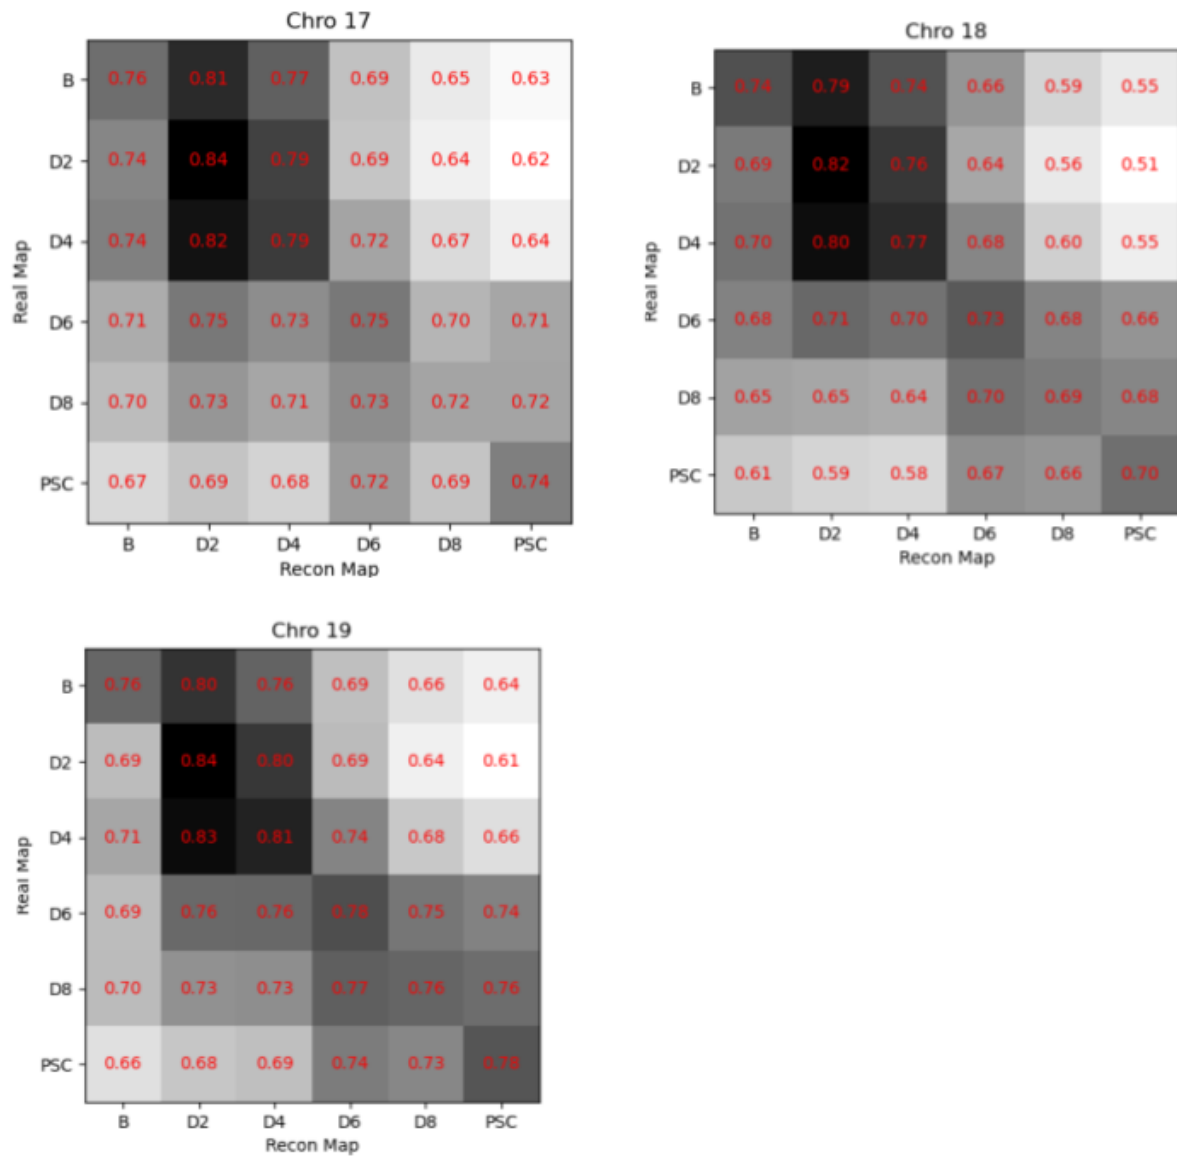 Chro 17
Real Map
B 0.76 0.81 0.77 0.69 0.65 0.63
D2 0.74 0.84 0.79 0.69 0.64 0.62
D4 0.74 0.82 0.79 0.72 0.67 0.64
D6 0.71 0.75 0.73 0.75 0.70 0.71
D8 0.70 0.73 0.71 0.73 0.72 0.72
PSC 0.67 0.69 0.68 0.72 0.69 0.74
B D2 D4 D6 D8 PSC
Recon Map
Chro 18
Real Map
B 0.74 0.79 0.74 0.66 0.59 0.55
D2 0.69 0.82 0.76 0.64 0.56 0.51
D4 0.70 0.80 0.77 0.68 0.60 0.55
D6 0.68 0.71 0.70 0.73 0.68 0.66
D8 0.65 0.65 0.64 0.70 0.69 0.68
PSC 0.61 0.59 0.58 0.67 0.66 0.70
B D2 D4 D6 D8 PSC
Recon Map
Chro 19
Real Map
B 0.76 0.80 0.76 0.69 0.66 0.64
D2 0.69 0.84 0.80 0.69 0.64 0.61
D4 0.71 0.83 0.81 0.74 0.68 0.66
D6 0.69 0.76 0.76 0.78 0.75 0.74
D8 0.70 0.73 0.73 0.77 0.76 0.76
PSC 0.66 0.68 0.69 0.74 0.73 0.78
B D2 D4 D6 D8 PSC
Recon Map